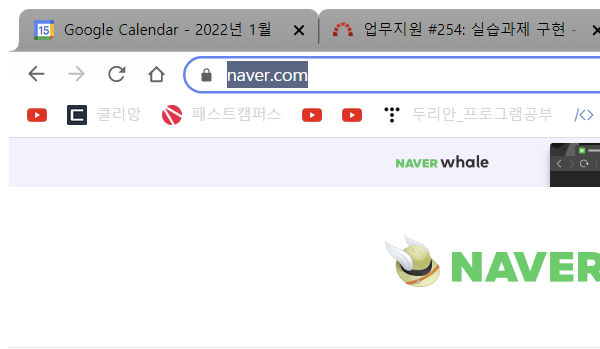 Google Calendar - 2022년 1월
업무지원 #254: 실습과제 구현 -
naver.com
클리앙 패스트캠퍼스 두리안_프로그램공부
NAVER whale
NAVER